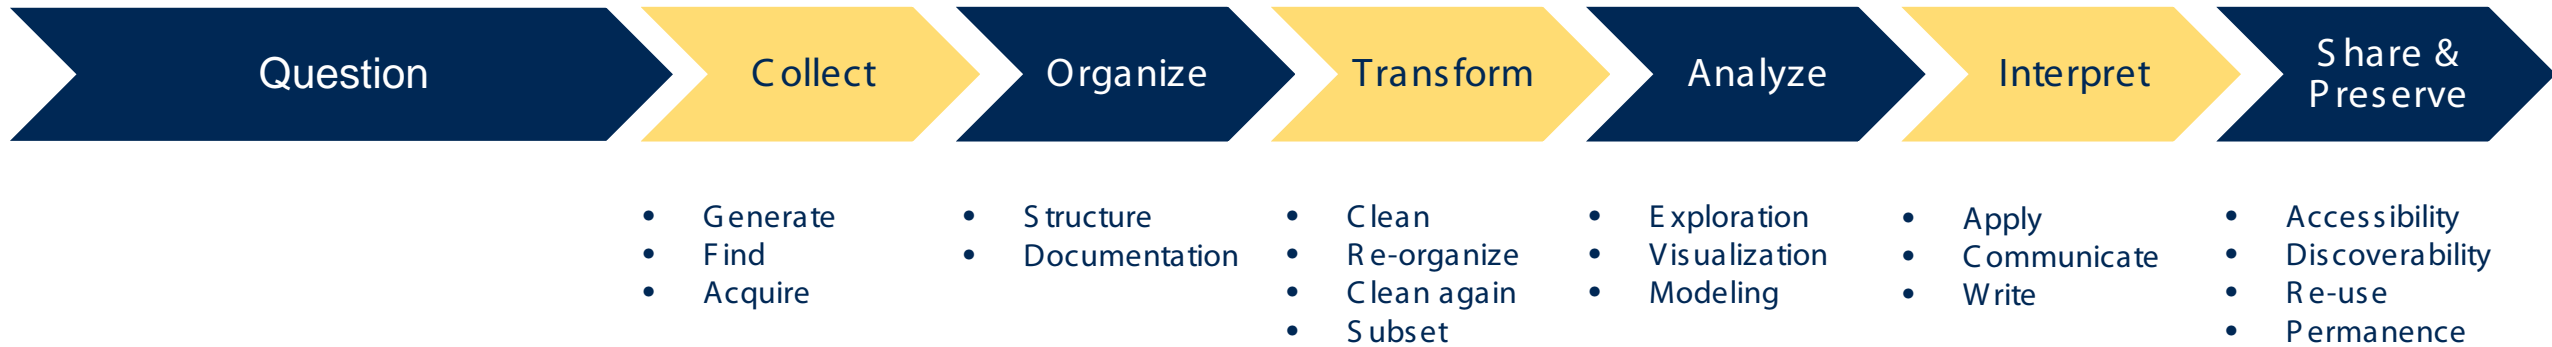 Question
Collect
Organize
Transform
Analyze
Interpret
Share &
Preserve
• Generate
• Find
• Acquire
• Structure
• Documentation
• Clean
• Re-organize
• Clean again
• Subset
• Exploration
• Visualization
• Modeling
• Apply
• Communicate
• Write
• Accessibility
• Discoverability
• Re-use
• Permanence